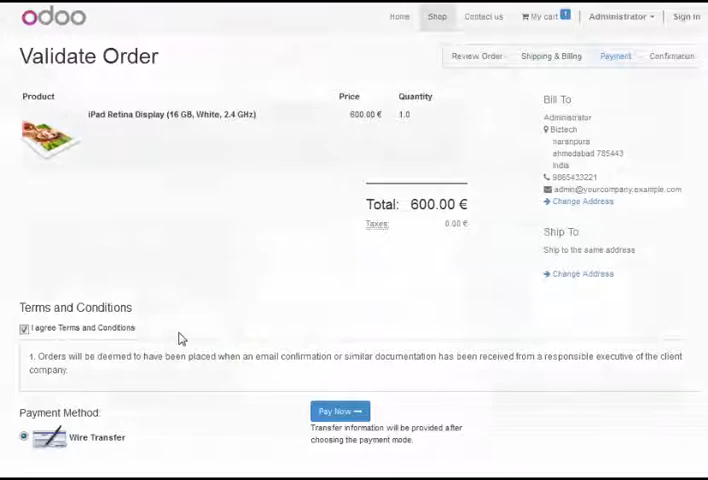 odoo
Home Shop Contact us My cart 1 Administrator Sign in
Validate Order
Review Order Shipping & Billing Payment Confirmation
Product Price Quantity
iPad Retina Display (16 GB, White, 2.4 GHz) 600.00 € 1.0
Total: 600.00 €
Taxes: 0.00 €
Bill To
Administrator
Biztech
naranpura
ahmedabad 785443
India
9865433221
admin@yourcompany.example.com
Change Address
Ship To
Ship to the same address
Change Address
Terms and Conditions
I agree Terms and Conditions
1. Orders will be deemed to have been placed when an email confirmation or similar documentation has been received from a responsible executive of the client
company.
Payment Method:
Wire Transfer
Pay Now
Transfer information will be provided after
choosing the payment mode.